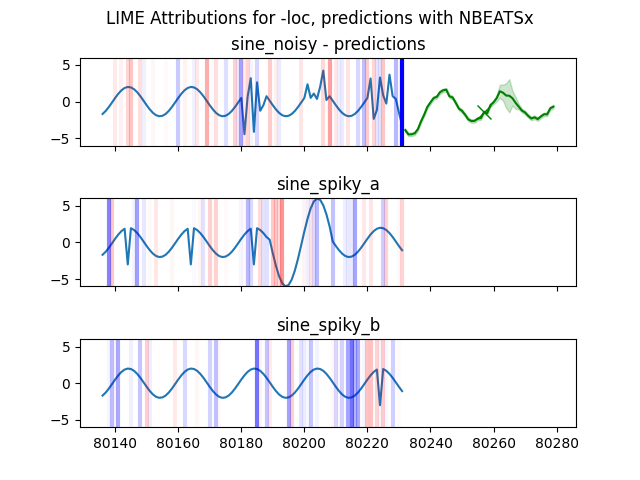 LIME Attributions for -loc, predictions with NBEATSx
sine_noisy - predictions
5
0
−5
sine_spiky_a
5
0
−5
sine_spiky_b
5
0
−5
80140 80160 80180 80200 80220 80240 80260 80280